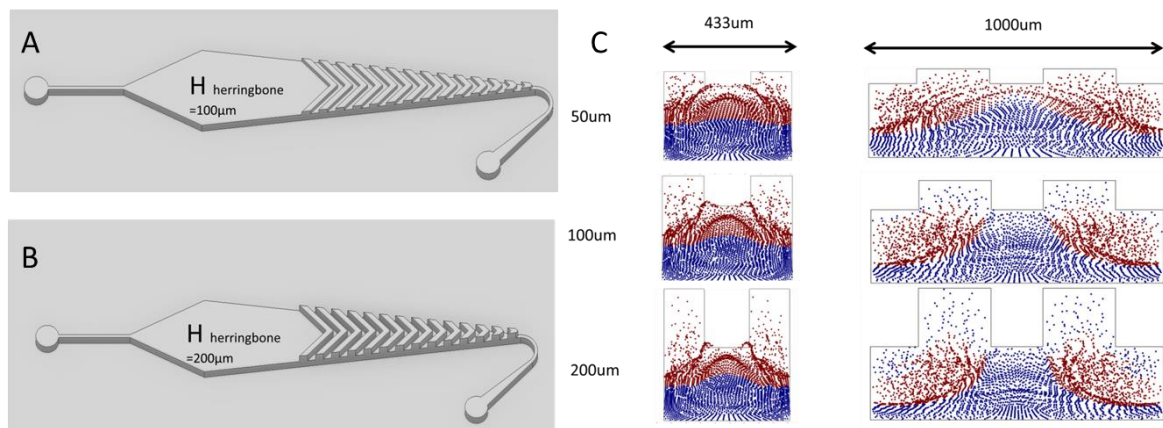 A
H herringbone
=100µm
B
H herringbone
=200µm
C
433um
1000um
50um
100um
200um